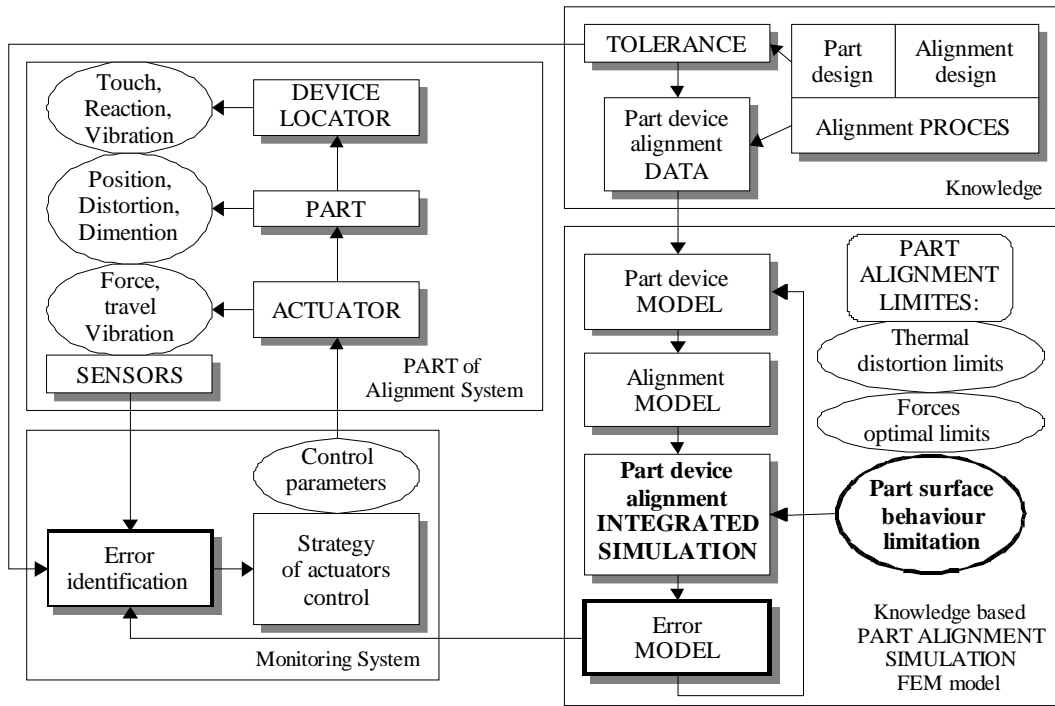 TOLERANCE
Part
design
Alignment
design
Alignment PROCES
Part device
alignment
DATA
Knowledge
Touch,
Reaction,
Vibration
DEVICE
LOCATOR
Position,
Distortion,
Dimention
PART
Force,
travel
Vibration
ACTUATOR
SENSORS
PART of
Alignment System
Part device
MODEL
PART
ALIGNMENT
LIMITES:
Thermal
distortion limits
Alignment
MODEL
Forces
optimal limits
Part device
alignment
INTEGRATED
SIMULATION
Part surface
behaviour
limitation
Error
MODEL
Knowledge based
PART ALIGNMENT
SIMULATION
FEM model
Control
parameters
Error
identification
Strategy
of actuators
control
Monitoring System